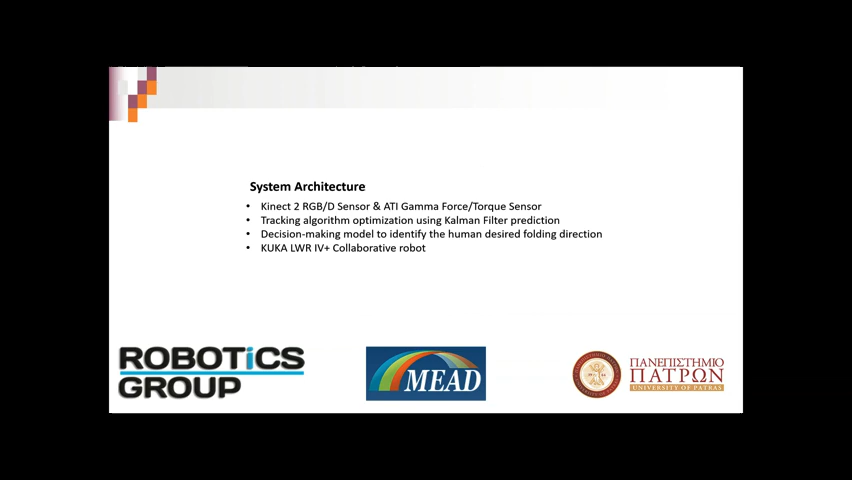 System Architecture
• Kinect 2 RGB/D Sensor & ATI Gamma Force/Torque Sensor
• Tracking algorithm optimization using Kalman Filter prediction
• Decision-making model to identify the human desired folding direction
• KUKA LWR IV+ Collaborative robot
ROBOTiCS
GROUP
MEAD
ΠΑΝΕΠΙΣΤΗΜΙΟ
ΠΑΤΡΩΝ
UNIVERSITY OF PATRAS